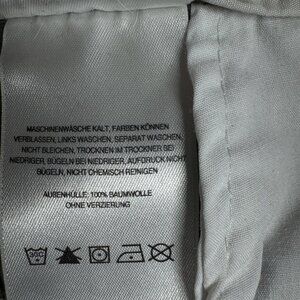 MASCHINENWÄSCHE KALT, FARBEN KÖNNEN
VERBLASSEN, LINKS WASCHEN, SEPARAT WASCHEN,
NICHT BLEICHEN, TROCKNEN IM TROCKNER BEI
NIEDRIGER, BÜGELN BEI NIEDRIGER, AUFDRUCK NICHT
BÜGELN, NICHT CHEMISCH REINIGEN
AUßENHÜLLE: 100% BAUMWOLLE
OHNE VERZIERUNG
30C